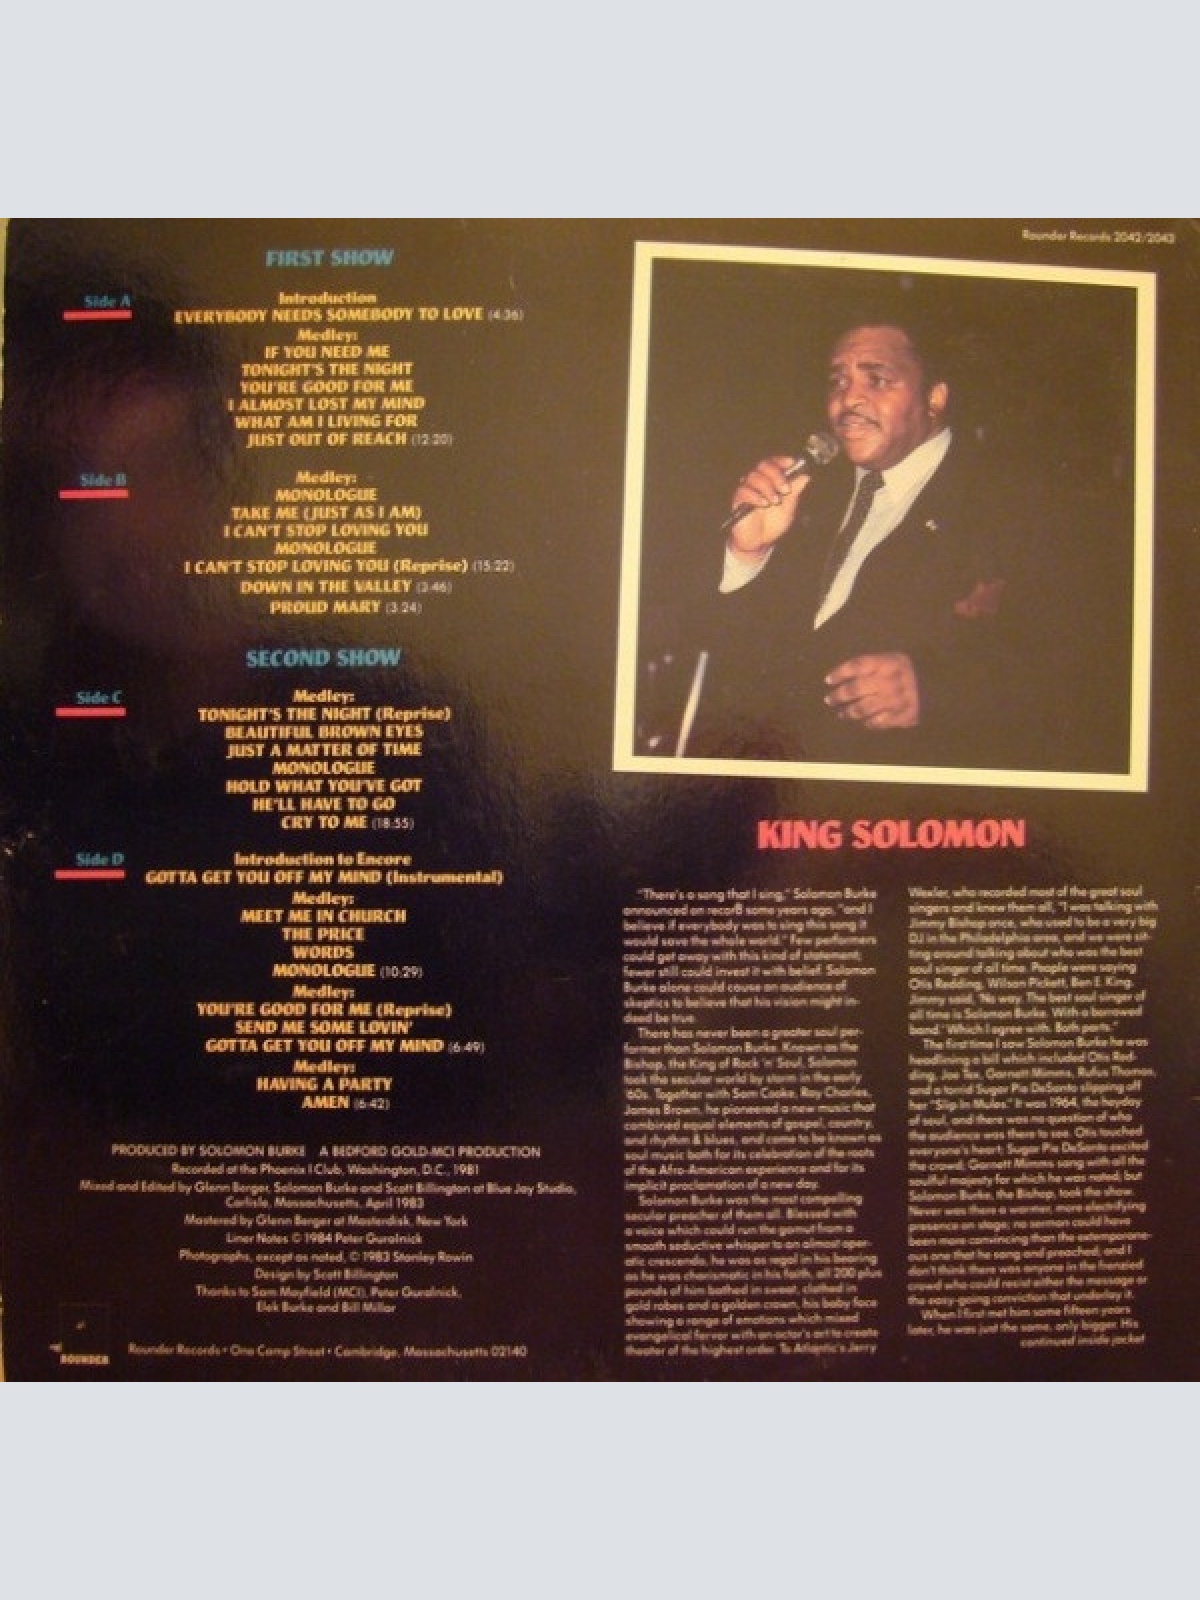 Rounder Records 2042/2043
FIRST SHOW
Side A
Introduction
EVERYBODY NEEDS SOMEBODY TO LOVE (4:36)
Medley:
IF YOU NEED ME
TONIGHT'S THE NIGHT
YOU'RE GOOD FOR ME
I ALMOST LOST MY MIND
WHAT AM I LIVING FOR
JUST OUT OF REACH (12:20)
Side B
Medley:
MONOLOGUE
TAKE ME (JUST AS I AM)
I CAN'T STOP LOVING YOU
MONOLOGUE
I CAN'T STOP LOVING YOU (Reprise) (15:22)
DOWN IN THE VALLEY (3:46)
PROUD MARY (3:24)
SECOND SHOW
Side C
Medley:
TONIGHT'S THE NIGHT (Reprise)
BEAUTIFUL BROWN EYES
JUST A MATTER OF TIME
MONOLOGUE
HOLD WHAT YOU'VE GOT
HE'LL HAVE TO GO
CRY TO ME (18:55)
Side D
Introduction to Encore
GOTTA GET YOU OFF MY MIND (Instrumental)
Medley:
MEET ME IN CHURCH
THE PRICE
WORDS
MONOLOGUE (10:29)
Medley:
YOU'RE GOOD FOR ME (Reprise)
SEND ME SOME LOVIN'
GOTTA GET YOU OFF MY MIND (6:49)
Medley:
HAVING A PARTY
AMEN (6:42)
PRODUCED BY SOLOMON BURKE A BEDFORD GOLD-MCI PRODUCTION
Recorded at the Phoenix I Club, Washington, D.C., 1981
Mixed and Edited by Glenn Berger, Solomon Burke and Scott Billington at Blue Jay Studio,
Carlisle, Massachusetts, April 1983
Mastered by Glenn Berger at Masterdisk, New York
Liner Notes © 1984 Peter Guralnick
Photographs, except as noted, © 1983 Stanley Rowin
Design by Scott Billington
Thanks to Sam Mayfield (MCI), Peter Guralnick,
Elek Burke and Bill Millar
ROUNDER
Rounder Records • One Camp Street • Cambridge, Massachusetts 02140
KING SOLOMON
"There's a song that I sing," Solomon Burke
announced on record some years ago, "and I
believe if everybody was to sing this song it
would save the whole world." Few performers
could get away with this kind of statement;
fewer still could invest it with belief. Solomon
Burke alone could cause an audience of
skeptics to believe that his vision might in-
deed be true.
There has never been a greater soul per-
former than Solomon Burke. Known as the
Bishop, the King of Rock 'n' Soul, Solomon
took the secular world by storm in the early
'60s. Together with Sam Cooke, Ray Charles,
James Brown, he pioneered a new music that
combined equal elements of gospel, country,
and rhythm & blues, and came to be known as
soul music both for its celebration of the roots
of the Afro-American experience and for its
implicit proclamation of a new day.
Solomon Burke was the most compelling
secular preacher of them all. Blessed with
a voice which could run the gamut from a
smooth seductive whisper to an almost oper-
atic crescendo, he was as regal in his bearing
as he was charismatic in his faith, all 200 plus
pounds of him bathed in sweat, clothed in
gold robes and a golden crown, his baby face
showing a range of emotions which mixed
evangelical fervor with an actor's art to create
theater of the highest order. To Atlantic's Jerry
Wexler, who recorded most of the great soul
singers and knew them all, "I was talking with
Jimmy Bishop once, who used to be a very big
DJ in the Philadelphia area, and we were sit-
ting around talking about who was the best
soul singer of all time. People were saying
Otis Redding, Wilson Pickett, Ben E. King.
Jimmy said, 'No way. The best soul singer of
all time is Solomon Burke. With a borrowed
band.' Which I agree with. Both parts."
The first time I saw Solomon Burke he was
headlining a bill which included Otis Red-
ding, Joe Tex, Garnett Mimms, Rufus Thomas,
and a torrid Sugar Pie DeSanto slipping off
her "Slip In Mules." It was 1964, the heyday
of soul, and there was no question of who
the audience was there to see. Otis touched
everyone's heart; Sugar Pie DeSanto excited
the crowd; Garnett Mimms sang with all the
soulful majesty for which he was noted; but
Solomon Burke, the Bishop, took the show.
Never was there a warmer, more electrifying
presence on stage; no sermon could have
been more convincing than the extemporane-
ous one that he sang and preached; and I
don't think there was anyone in the frenzied
crowd who could resist either the message or
the easy-going conviction that underlay it.
When I first met him some fifteen years
later, he was just the same, only bigger. His
continued inside jacket